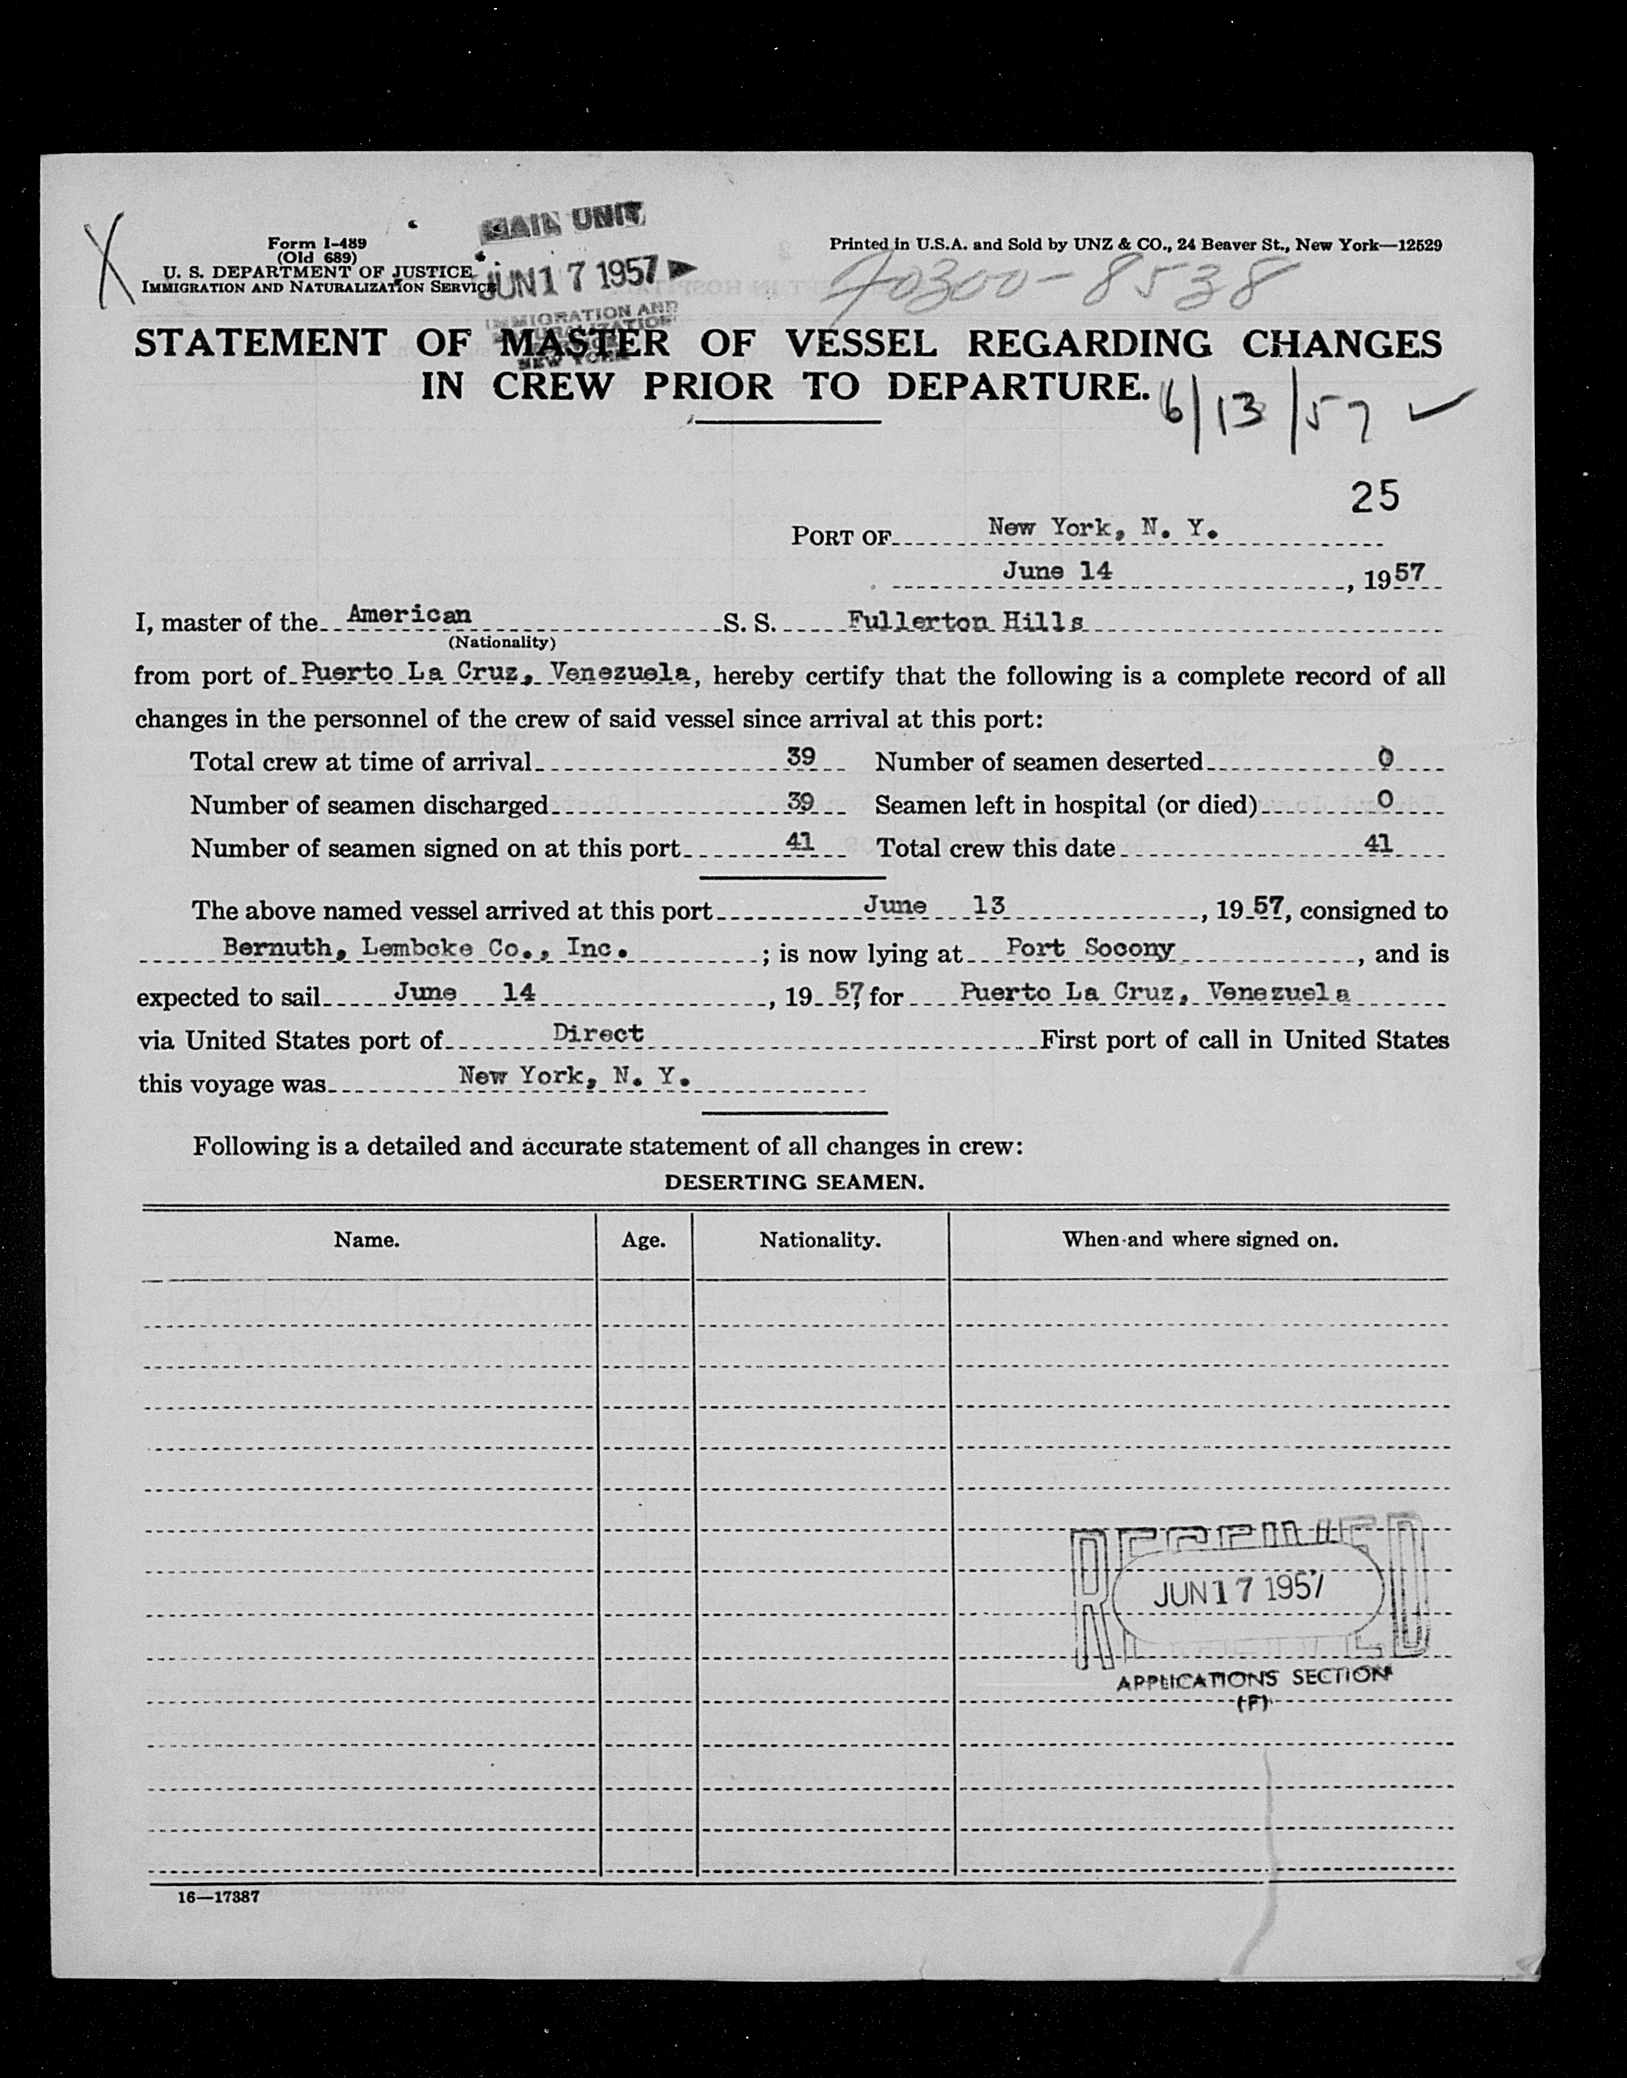 MAIL UNIT
Form I-489
(Old 689)
U. S. DEPARTMENT OF JUSTICE
IMMIGRATION AND NATURALIZATION SERVICE
JUN 17 1957
IMMIGRATION AND
NATURALIZATION
NEW YORK
Printed in U.S.A. and Sold by UNZ & CO., 24 Beaver St., New York—12529
A0300-8538
STATEMENT OF MASTER OF VESSEL REGARDING CHANGES
IN CREW PRIOR TO DEPARTURE.
6/13/57
25
PORT OF New York, N. Y.
June 14, 1957
I, master of the American S. S. Fullerton Hills
(Nationality)
from port of Puerto La Cruz, Venezuela, hereby certify that the following is a complete record of all
changes in the personnel of the crew of said vessel since arrival at this port:
Total crew at time of arrival 39 Number of seamen deserted 0
Number of seamen discharged 39 Seamen left in hospital (or died) 0
Number of seamen signed on at this port 41 Total crew this date 41
The above named vessel arrived at this port June 13, 1957, consigned to
Bernuth, Lembcke Co., Inc. ; is now lying at Port Socony, and is
expected to sail June 14, 1957 for Puerto La Cruz, Venezuela
via United States port of Direct First port of call in United States
this voyage was New York, N. Y.
Following is a detailed and accurate statement of all changes in crew:
DESERTING SEAMEN.
Name. Age. Nationality. When and where signed on.
RECEIVED
JUN 17 1957
APPLICATIONS SECTION
(F)
16—17387